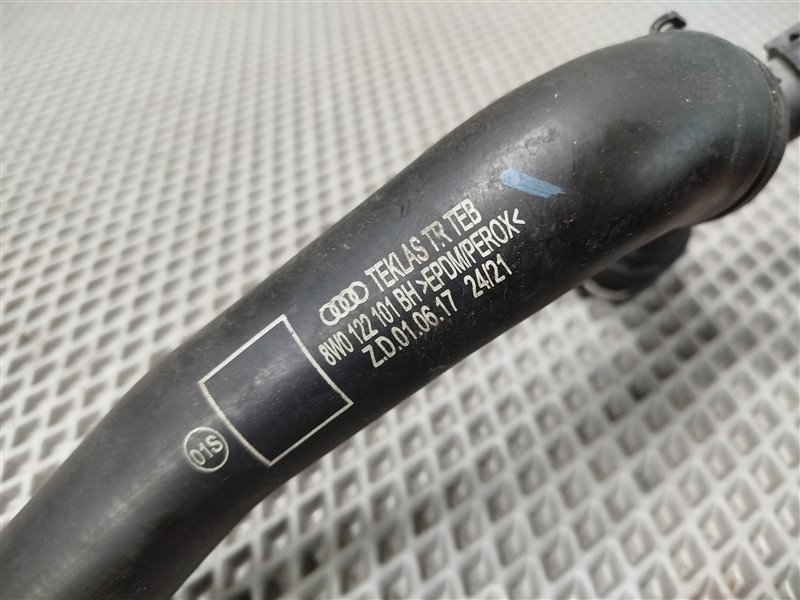 TEKLAS TR TEB
8W0 122 101 BH >EPDM/PEROX<
Z.D.01.06.17 24/21
01S